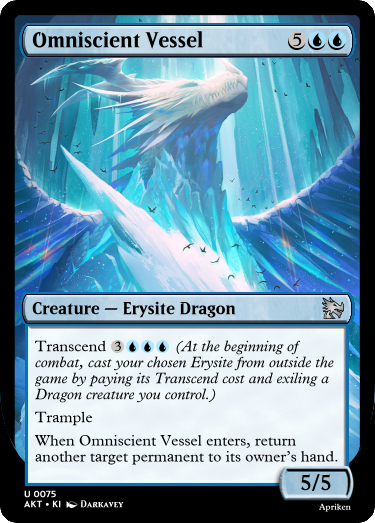 Omniscient Vessel 5
Creature — Erysite Dragon
Transcend 3 (At the beginning of
combat, cast your chosen Erysite from outside the
game by paying its Transcend cost and exiling a
Dragon creature you control.)
Trample
When Omniscient Vessel enters, return
another target permanent to its owner's hand.
5/5
U 0075
AKT • KI DARKAVEY
Apriken